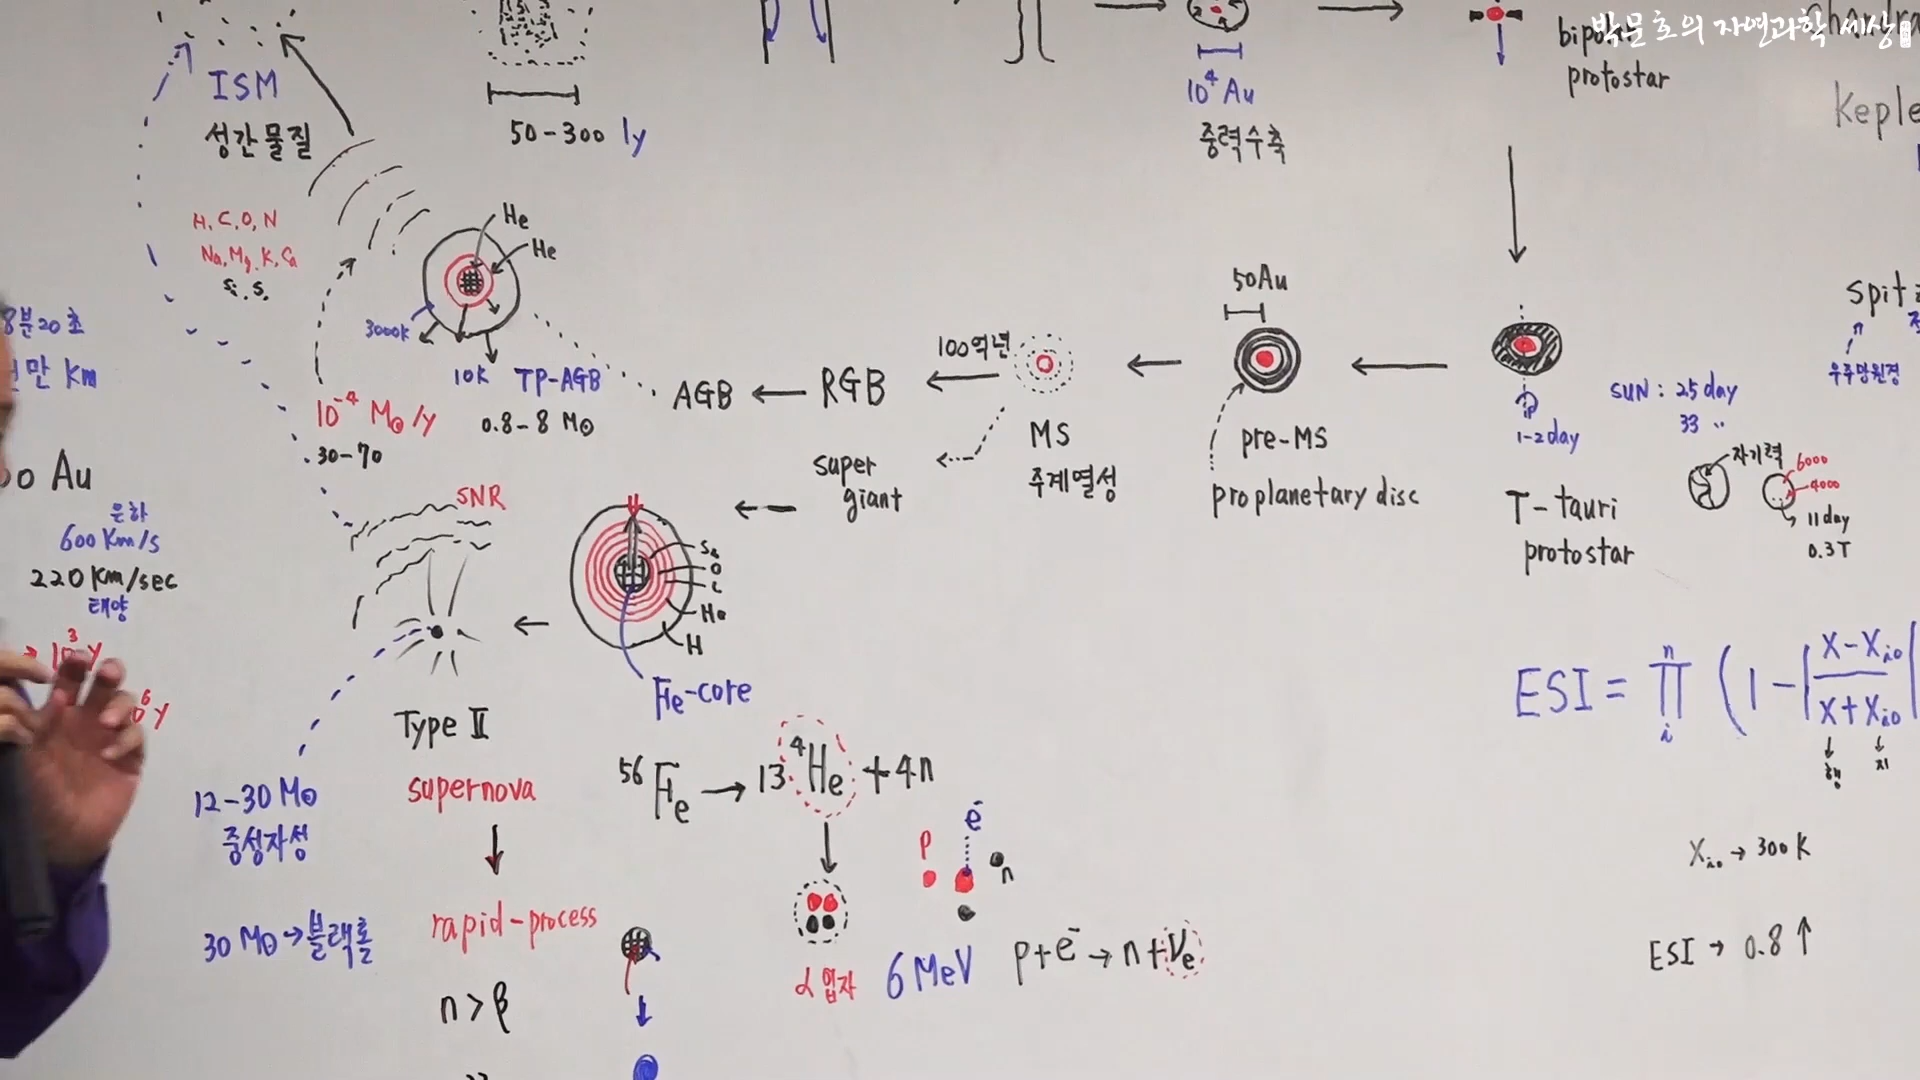 박문호의 자연과학 세상
ISM
성간물질
50-300 ly
10⁴ Au
중력수축
protostar
H, C, O, N
Na, Mg, K, Ca
Si, S,
He
He
3000K
10K TP-AGB
0.8-8 M⊙
10⁻⁴ M⊙/y
30-70
AGB ← RGB ←
100억년
MS
주계열성
super
giant
50Au
pre-MS
proplanetary disc
1-2day
T-tauri
protostar
SUN : 25 day
33 ..
자기력
6000
4000
11day
0.3T
우주망원경
8분20초
만 km
Au
은하
600 Km/s
220 Km/sec
태양
SNR
O
He
H
Fe-core
Type II
supernova
rapid-process
n > β
12-30 M⊙
중성자성
30 M⊙ → 블랙홀
⁵⁶Fe → 13 ⁴He + 4n
p
e⁻
n
α 입자
6 MeV
p + e⁻ → n + νe
ESI = ∏ n i (1 - |x - xio / x + xio|
xio → 300 K
ESI → 0.8 ↑